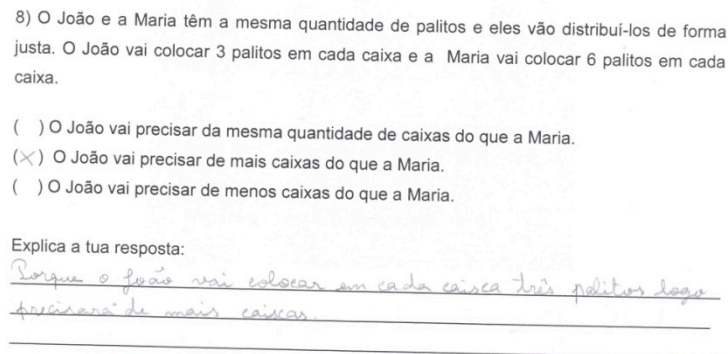 8) O João e a Maria têm a mesma quantidade de palitos e eles vão distribuí-los de forma
justa. O João vai colocar 3 palitos em cada caixa e a Maria vai colocar 6 palitos em cada
caixa.
( ) O João vai precisar da mesma quantidade de caixas do que a Maria.
(X) O João vai precisar de mais caixas do que a Maria.
( ) O João vai precisar de menos caixas do que a Maria.
Explica a tua resposta:
Porque o João vai colocar em cada caisca três palitos logo
precisará de mais caiscas.